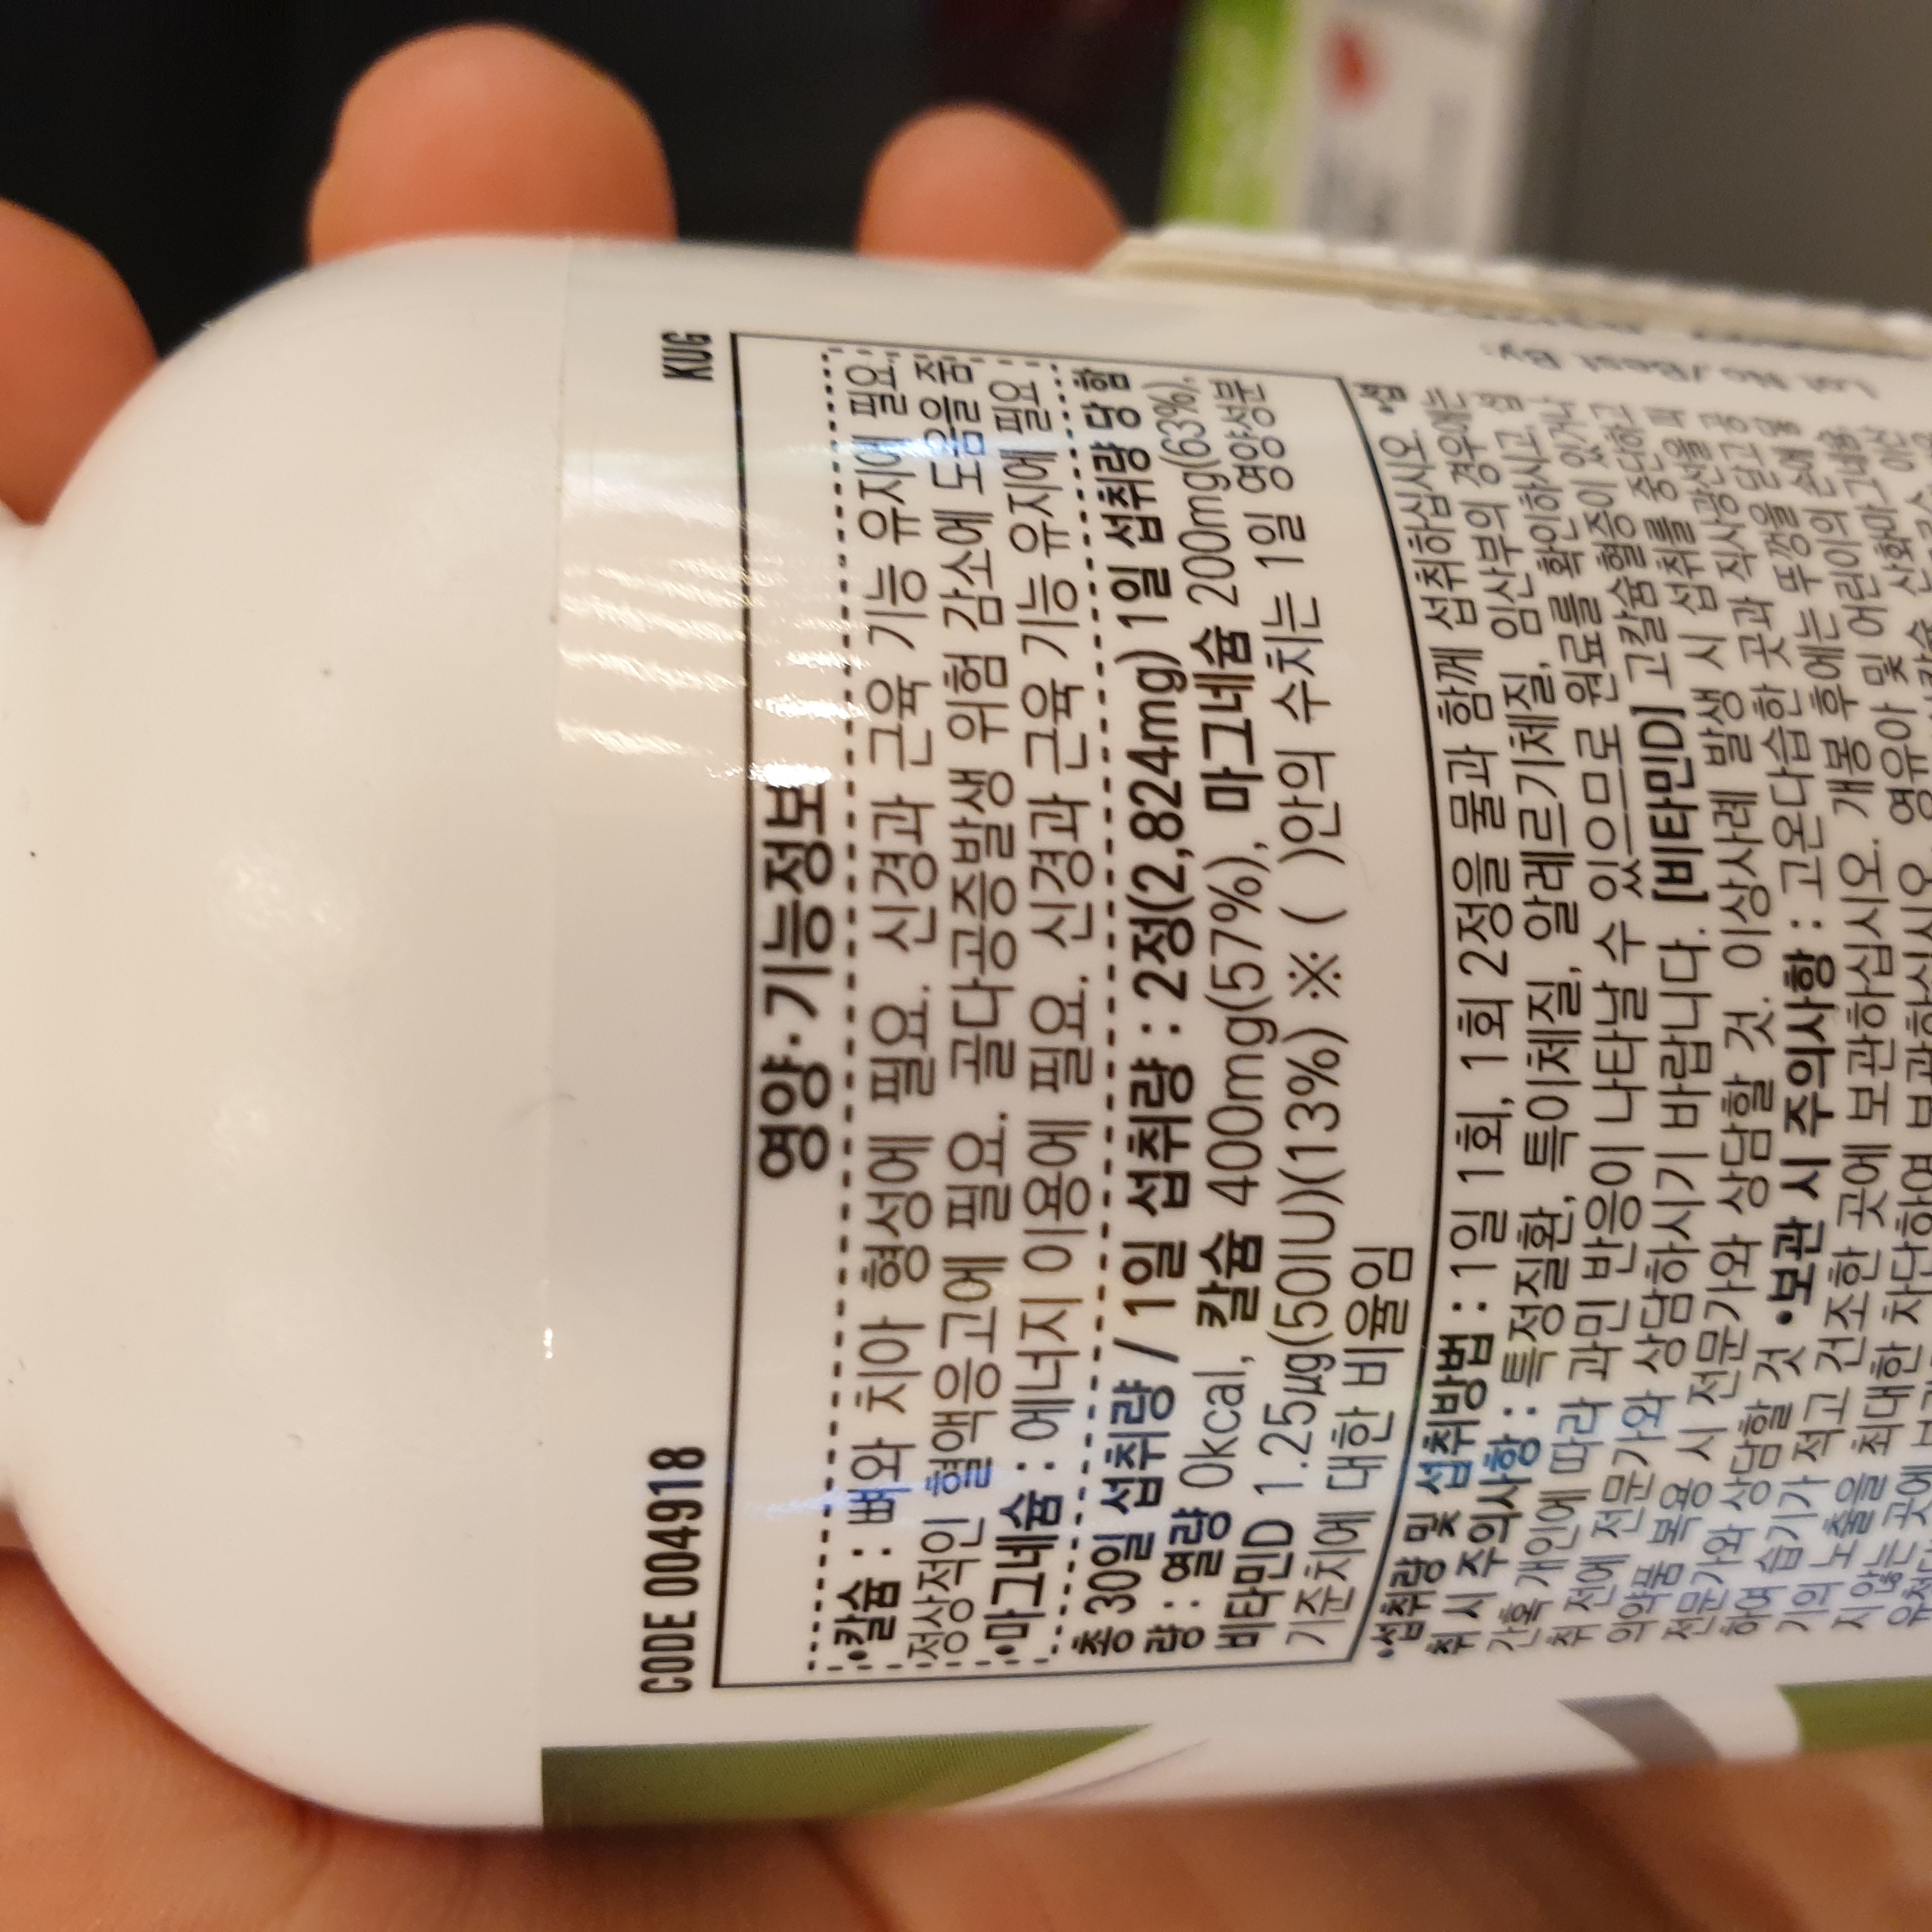 CODE 004918
KUG
영양·기능정보
•칼슘 : 뼈와 치아 형성에 필요. 신경과 근육 기능 유지에 필요.
정상적인 혈액응고에 필요. 골다공증발생 위험 감소에 도움을 줌
•마그네슘 : 에너지 이용에 필요. 신경과 근육 기능 유지에 필요
총 30일 섭취량 / 1일 섭취량 : 2정(2,824mg) 1일 섭취량 당 함
량 : 열량 0kcal, 칼슘 400mg(57%), 마그네슘 200mg(63%),
비타민D 1.25µg(50IU)(13%) ※ ( )안의 수치는 1일 영양성분
기준치에 대한 비율임
•섭취량 및 섭취방법 : 1일 1회, 1회 2정을 물과 함께 섭취하십시오. •섭
취 시 주의사항 : 특정질환, 특이체질, 알레르기체질, 임산부의 경우에는
간혹 개인에 따라 과민 반응이 나타날 수 있으므로 원료를 확인하시고, 섭
취 전에 전문가와 상담하시기 바랍니다. [비타민D] 고칼슘혈증이 있거나
의약품 복용 시 전문가와 상담할 것. 이상사례 발생 시 섭취를 중단하고
전문가와 상담할 것 •보관 시 주의사항 : 고온다습한 곳과 직사광선을 피
하여 습기가 적고 건조한 곳에 보관하십시오. 개봉 후에는 뚜껑을 닫고 공
기의 노출을 최대한 차단하여 보관하십시오. 영유아 및 어린이의 손에 닿
지 않는 곳에 산화마그네슘,